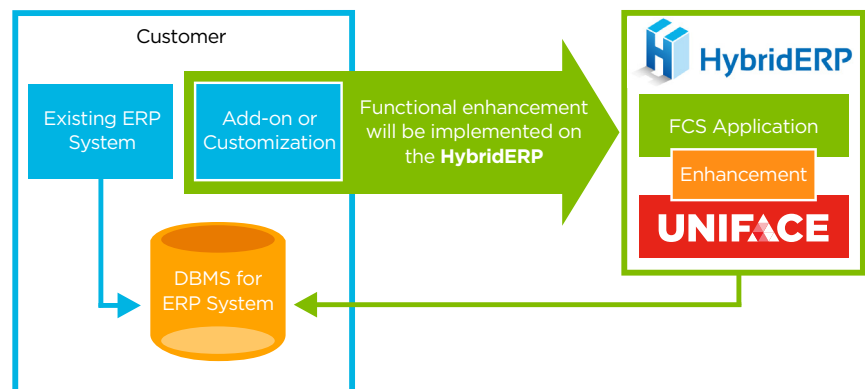 Customer
Existing ERP
System
Add-on or
Customization
Functional enhancement
will be implemented on
the HybridERP
HybridERP
FCS Application
Enhancement
UNIFACE
DBMS for
ERP System